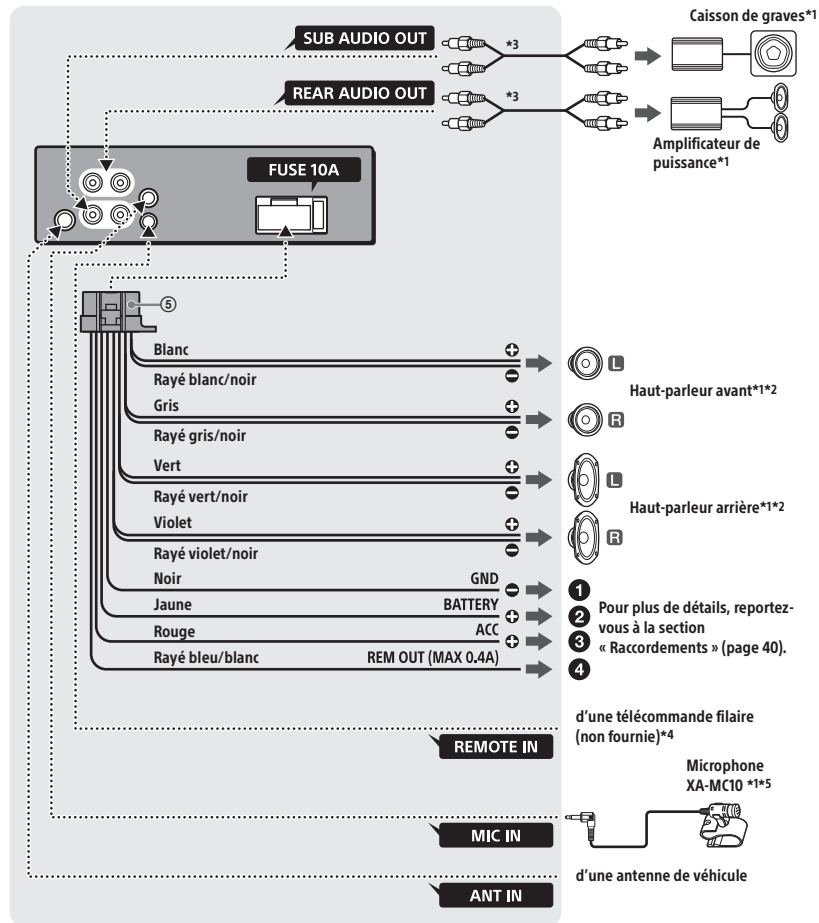 Caisson de graves*1
SUB AUDIO OUT
*3
REAR AUDIO OUT
*3
Amplificateur de
puissance*1
FUSE 10A
5
Blanc
Rayé blanc/noir
L
Gris
Rayé gris/noir
R
Haut-parleur avant*1*2
Vert
Rayé vert/noir
L
Violet
Rayé violet/noir
R
Haut-parleur arrière*1*2
Noir GND
1
Jaune BATTERY
2
Rouge ACC
3
Rayé bleu/blanc REM OUT (MAX 0.4A)
4
Pour plus de détails, reportez-
vous à la section
« Raccordements » (page 40).
d'une télécommande filaire
(non fournie)*4
REMOTE IN
Microphone
XA-MC10 *1*5
MIC IN
d'une antenne de véhicule
ANT IN